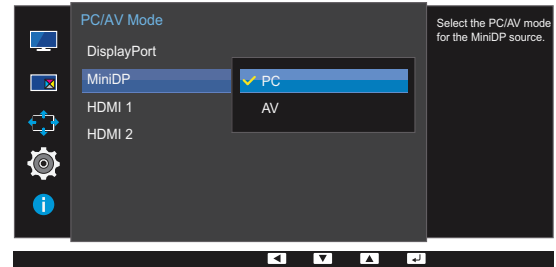 PC/AV Mode
Select the PC/AV mode
for the MiniDP source.
DisplayPort
MiniDP
PC
HDMI 1
AV
HDMI 2